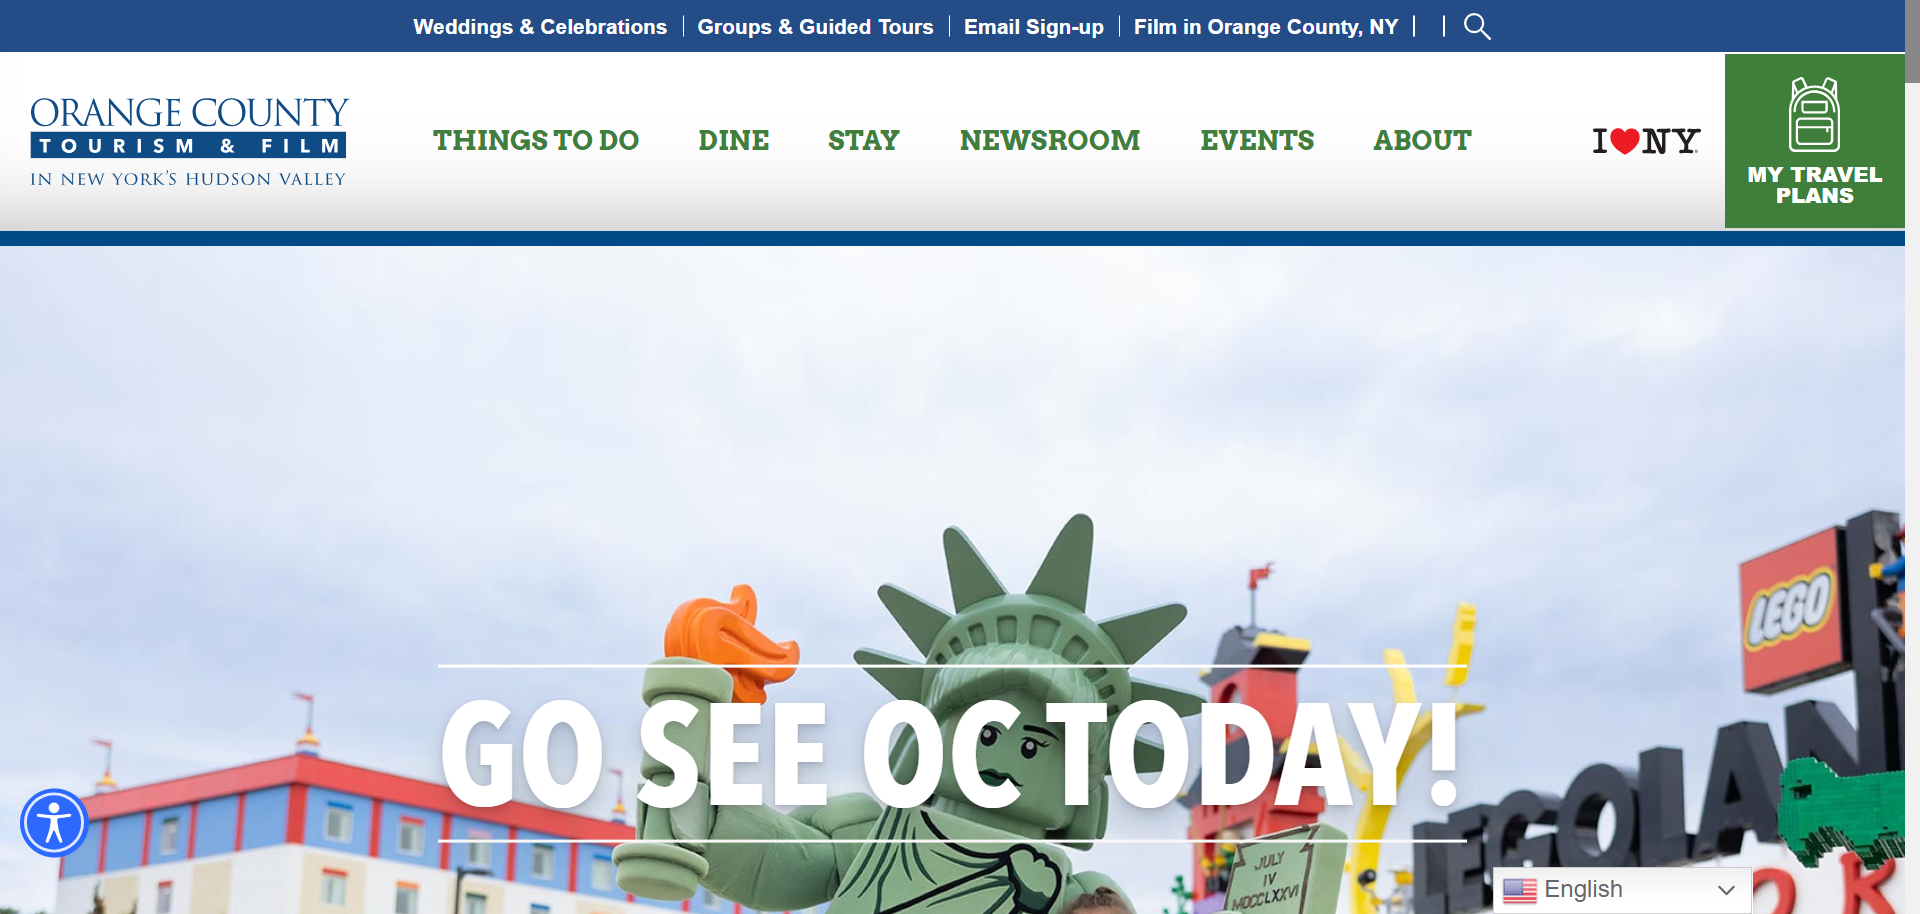 Weddings & Celebrations
Groups & Guided Tours
Email Sign-up
Film in Orange County, NY
ORANGE COUNTY
TOURISM & FILM
IN NEW YORK'S HUDSON VALLEY
THINGS TO DO
DINE
STAY
NEWSROOM
EVENTS
ABOUT
I NY
MY TRAVEL
PLANS
GO SEE OC TODAY!
LEGO
LEGOLAN
JULY
IV
MDCCLXXVI
English